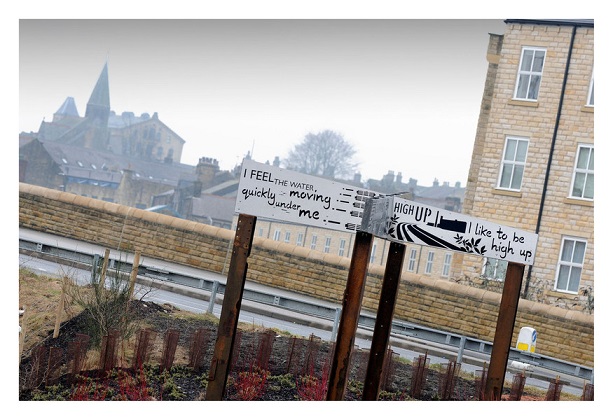 I FEEL THE WATER
moving
quickly under
me
HIGH UP I
I like to be
high up